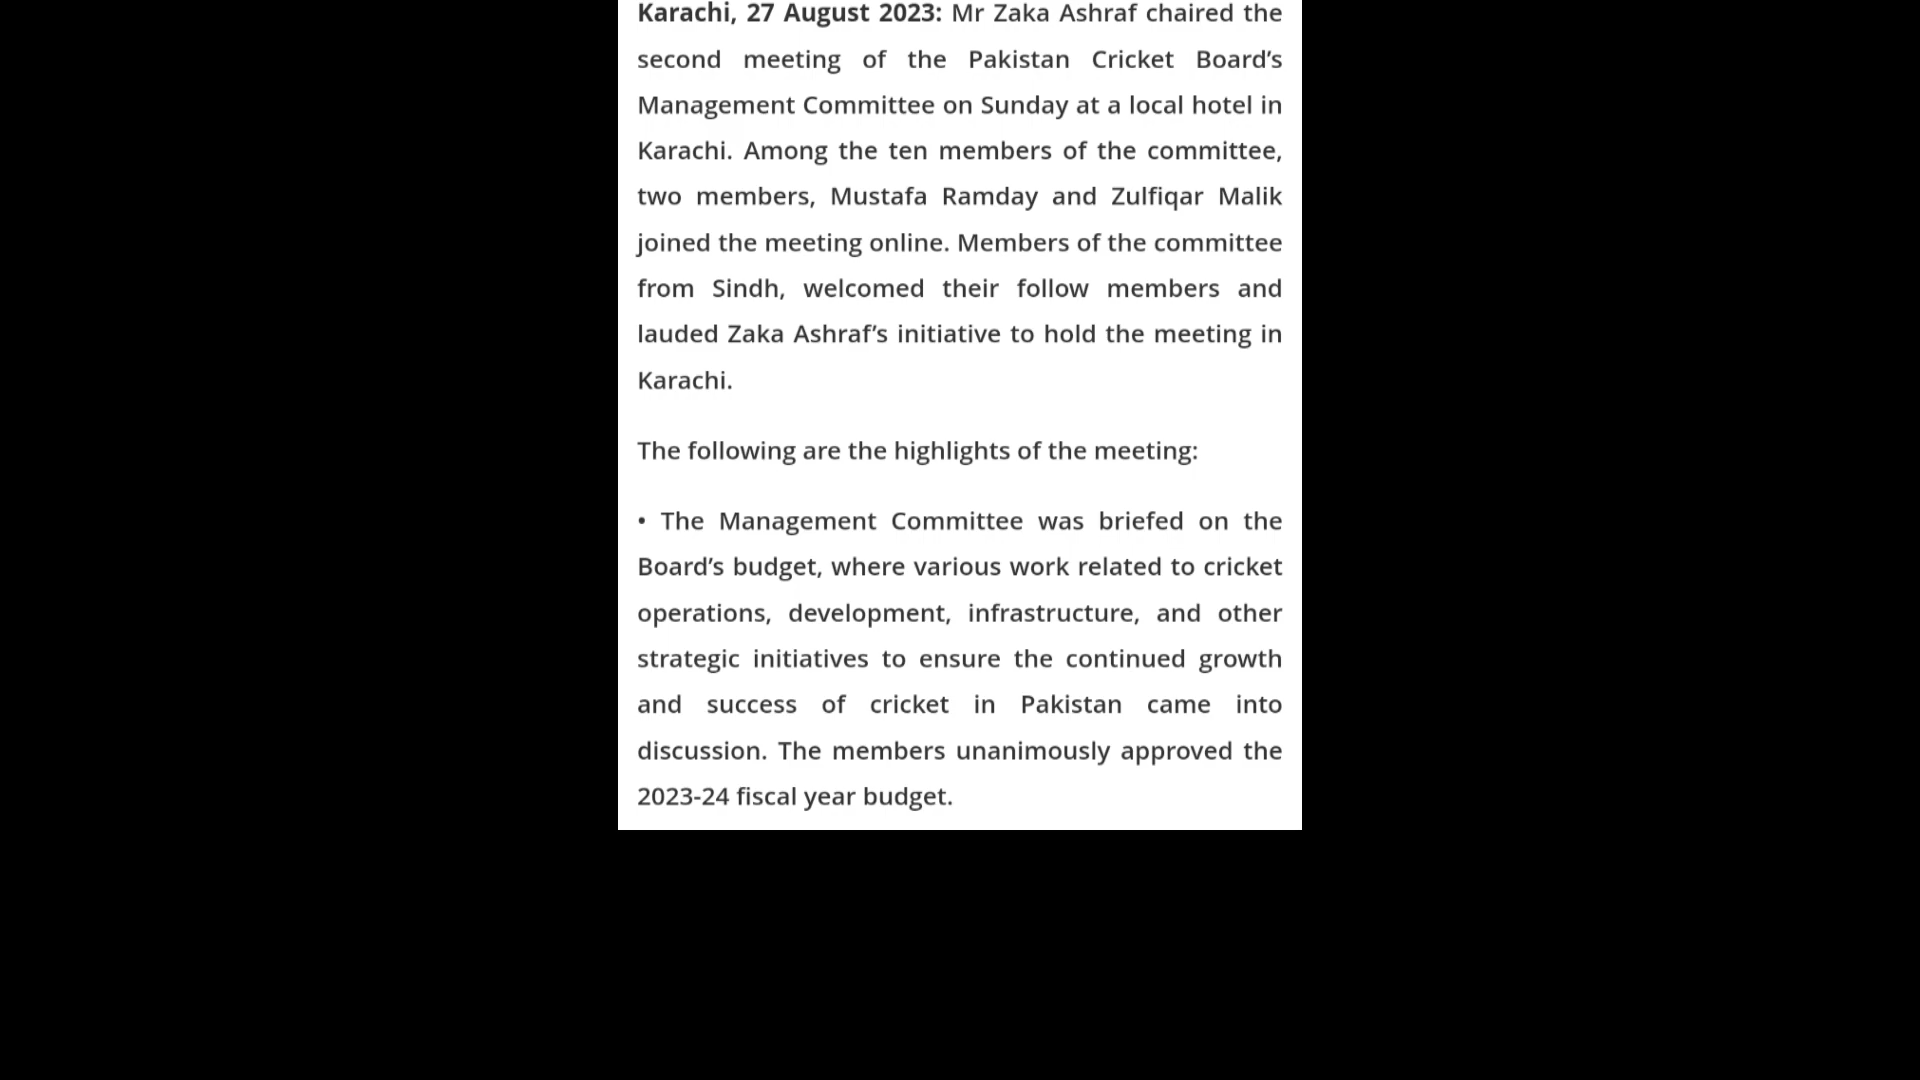 Karachi, 27 August 2023: Mr Zaka Ashraf chaired the
second meeting of the Pakistan Cricket Board’s
Management Committee on Sunday at a local hotel in
Karachi. Among the ten members of the committee,
two members, Mustafa Ramday and Zulfiqar Malik
joined the meeting online. Members of the committee
from Sindh, welcomed their follow members and
lauded Zaka Ashraf’s initiative to hold the meeting in
Karachi.
The following are the highlights of the meeting:
• The Management Committee was briefed on the
Board’s budget, where various work related to cricket
operations, development, infrastructure, and other
strategic initiatives to ensure the continued growth
and success of cricket in Pakistan came into
discussion. The members unanimously approved the
2023-24 fiscal year budget.